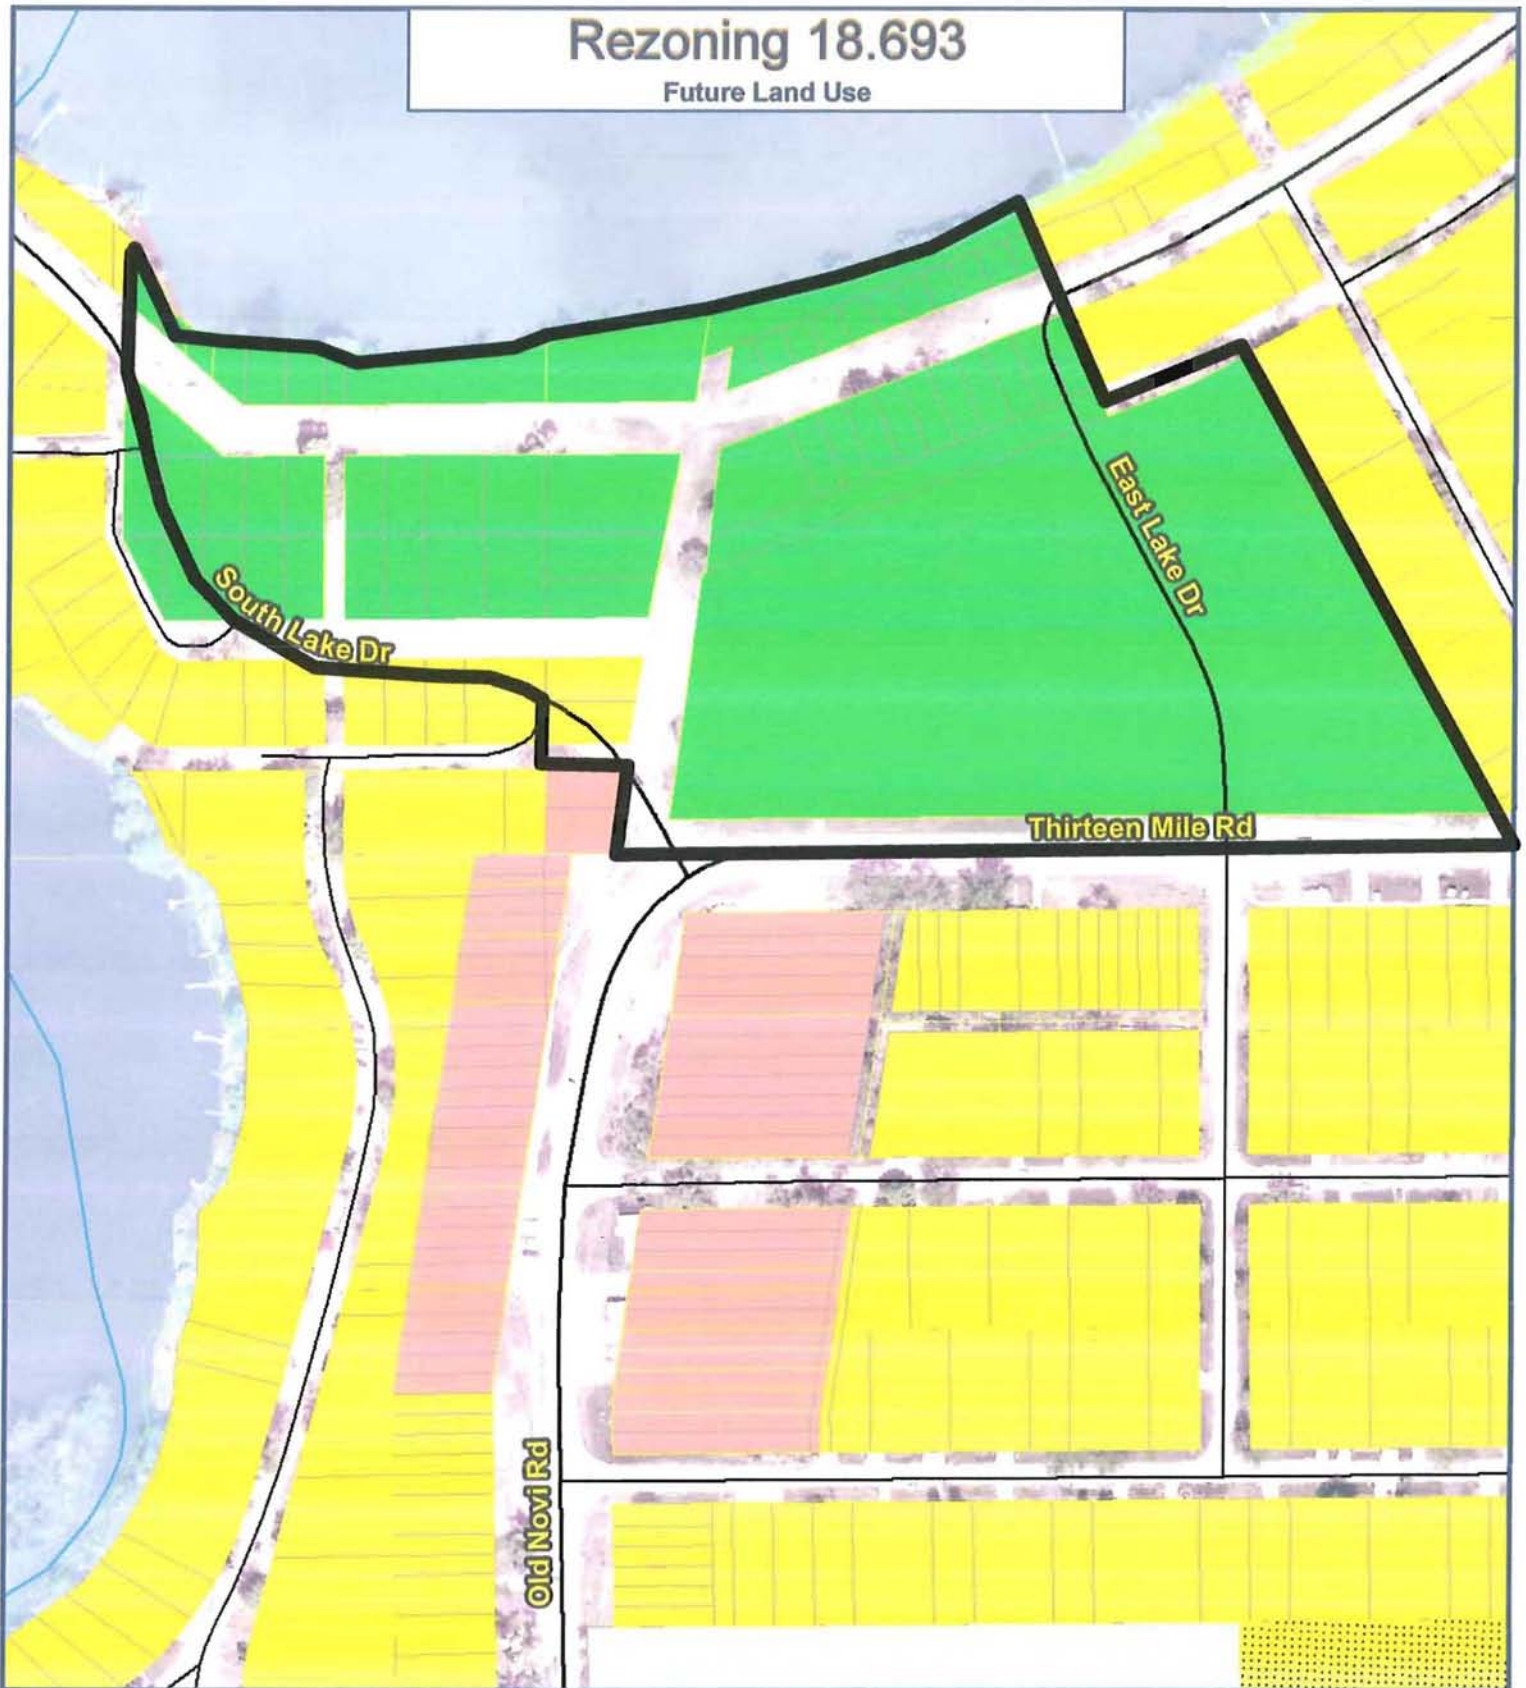 Rezoning 18.693
Future Land Use
East Lake Dr
South Lake Dr
Thirteen Mile Rd
Old Novi Rd